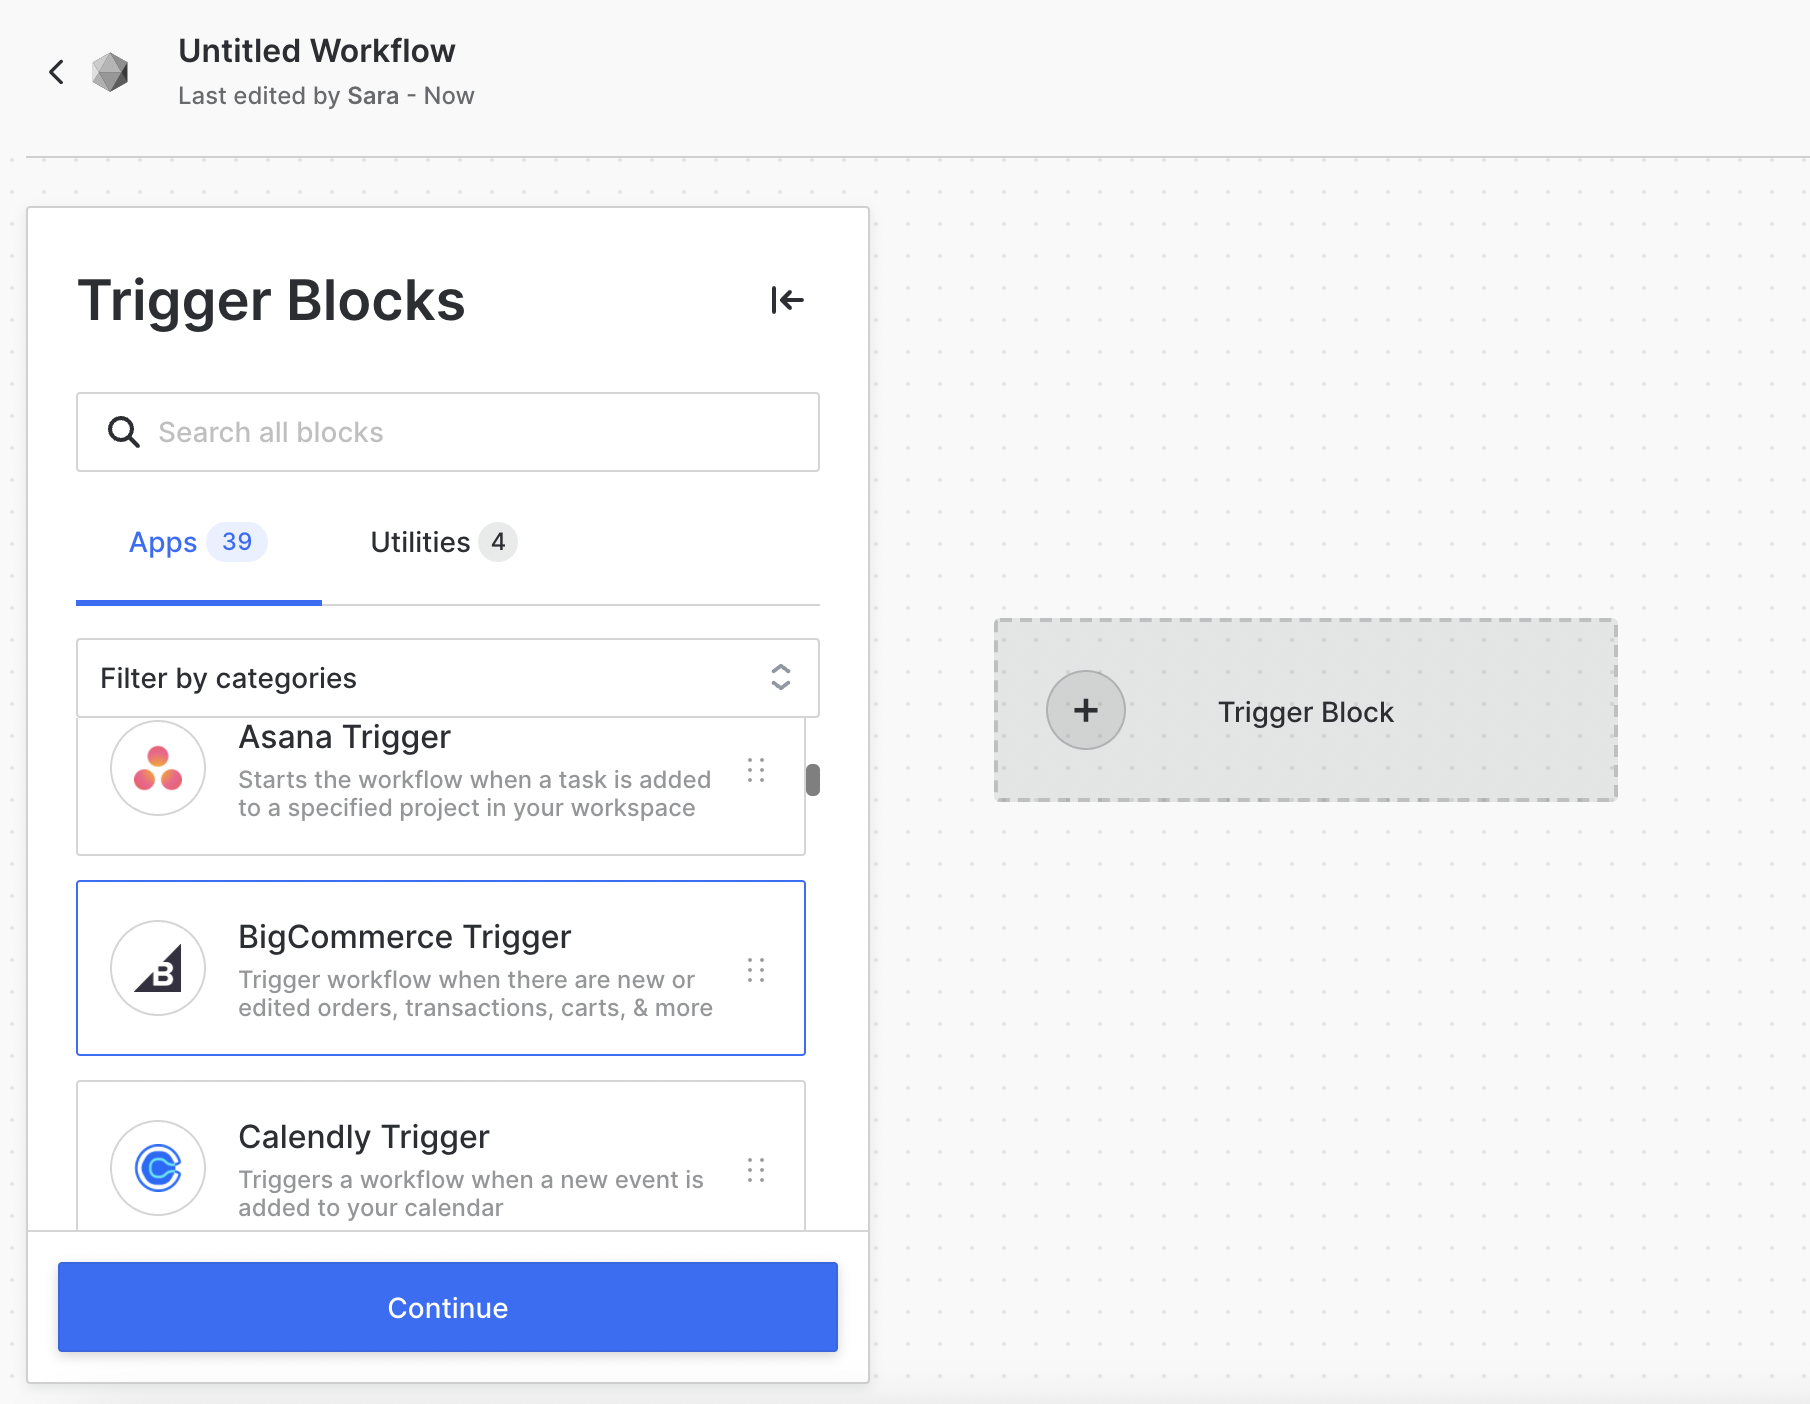 Untitled Workflow
Last edited by Sara - Now
Trigger Blocks
Search all blocks
Apps 39
Utilities 4
Filter by categories
Asana Trigger
Starts the workflow when a task is added
to a specified project in your workspace
BigCommerce Trigger
Trigger workflow when there are new or
edited orders, transactions, carts, & more
B
Calendly Trigger
Triggers a workflow when a new event is
added to your calendar
Continue
+
Trigger Block